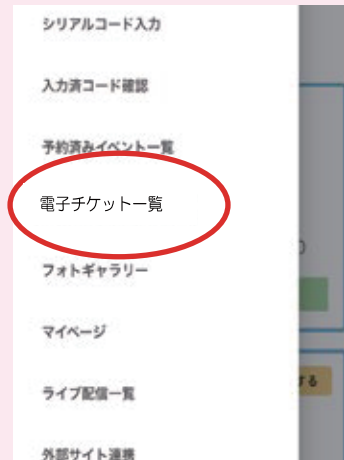 シリアルコード入力
入力済コード確認
予約済みイベント一覧
電子チケット一覧
フォトギャラリー
マイページ
ライブ配信一覧
する
外部サイト連携